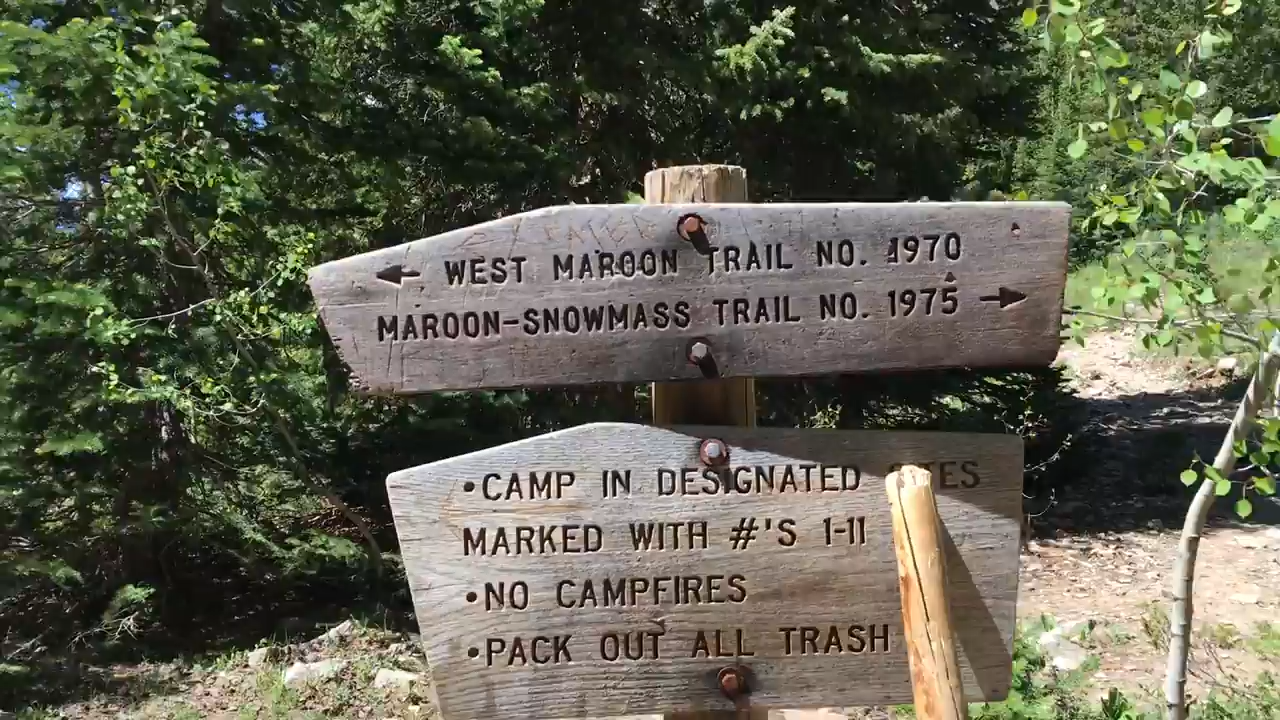 ← WEST MAROON TRAIL NO. 1970
MAROON-SNOWMASS TRAIL NO. 1975 →
•CAMP IN DESIGNATED SITES
MARKED WITH #'S 1-11
•NO CAMPFIRES
•PACK OUT ALL TRASH